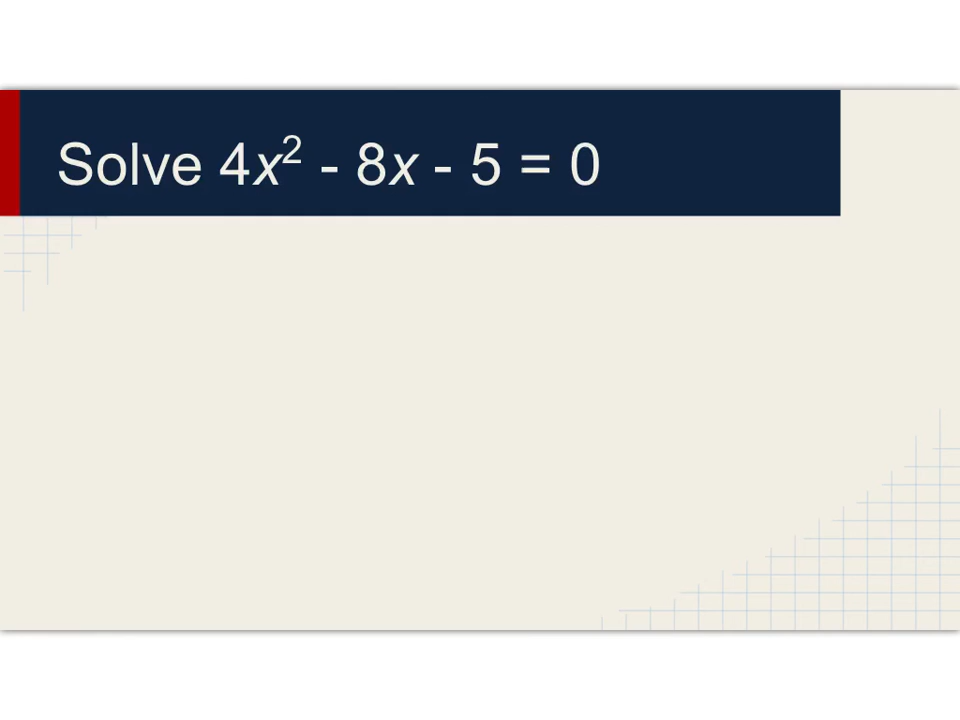 Solve 4x² - 8x - 5 = 0